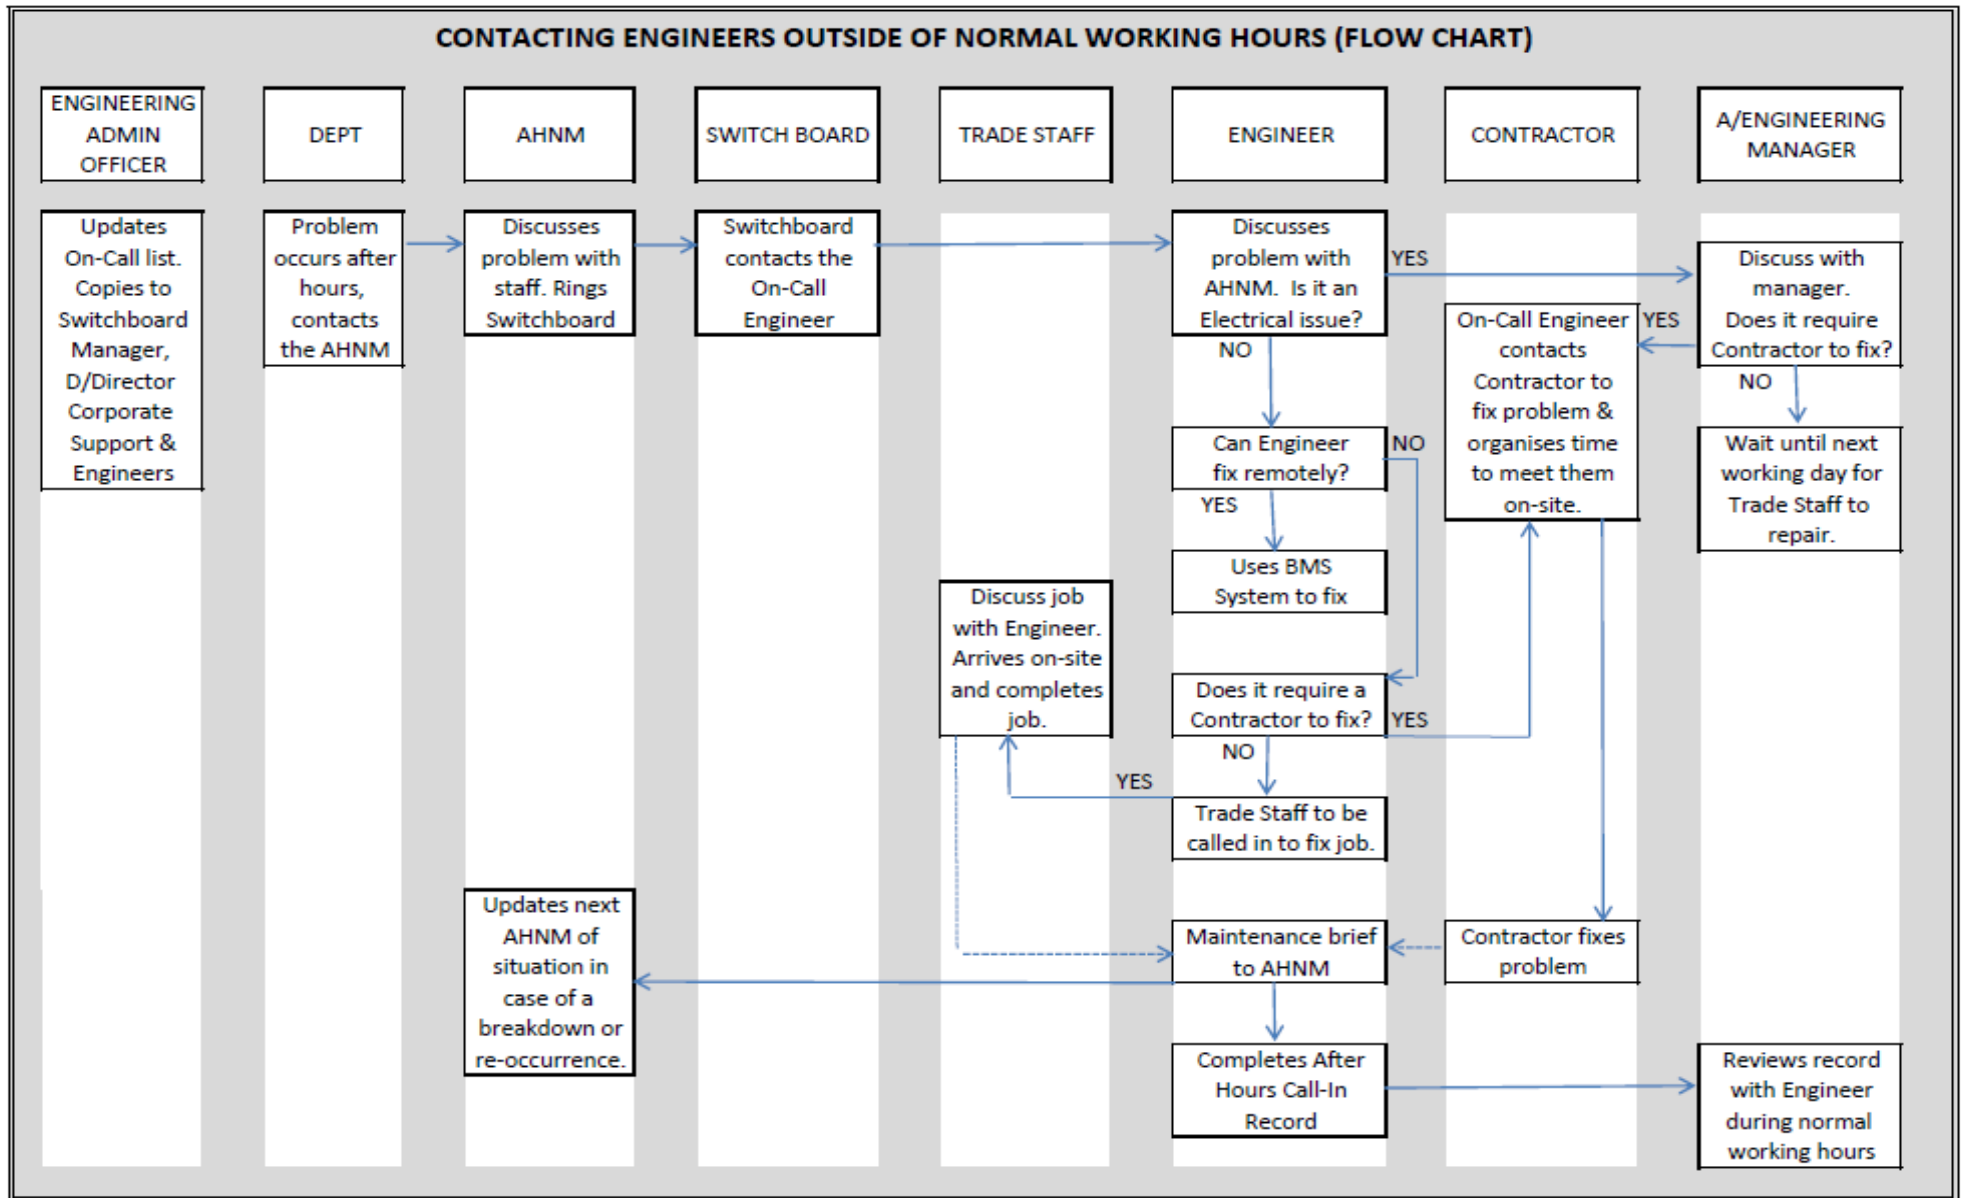 CONTACTING ENGINEERS OUTSIDE OF NORMAL WORKING HOURS (FLOW CHART)
ENGINEERING
ADMIN
OFFICER
DEPT
AHNM
SWITCH BOARD
TRADE STAFF
ENGINEER
CONTRACTOR
A/ENGINEERING
MANAGER
Updates
On-Call list.
Copies to
Switchboard
Manager,
D/Director
Corporate
Support &
Engineers
Problem
occurs after
hours,
contacts
the AHNM
Discusses
problem with
staff. Rings
Switchboard
Switchboard
contacts the
On-Call
Engineer
Discusses
problem with
AHNM.  Is it an
Electrical issue?
YES
NO
Discuss with
manager.
Does it require
Contractor to fix?
YES
NO
On-Call Engineer
contacts
Contractor to
fix problem &
organises time
to meet them
on-site.
Wait until next
working day for
Trade Staff to
repair.
Can Engineer
fix remotely?
NO
YES
Uses BMS
System to fix
Discuss job
with Engineer.
Arrives on-site
and completes
job.
Does it require a
Contractor to fix?
YES
NO
YES
Trade Staff to be
called in to fix job.
Updates next
AHNM of
situation in
case of a
breakdown or
re-occurrence.
Maintenance brief
to AHNM
Contractor fixes
problem
Completes After
Hours Call-In
Record
Reviews record
with Engineer
during normal
working hours